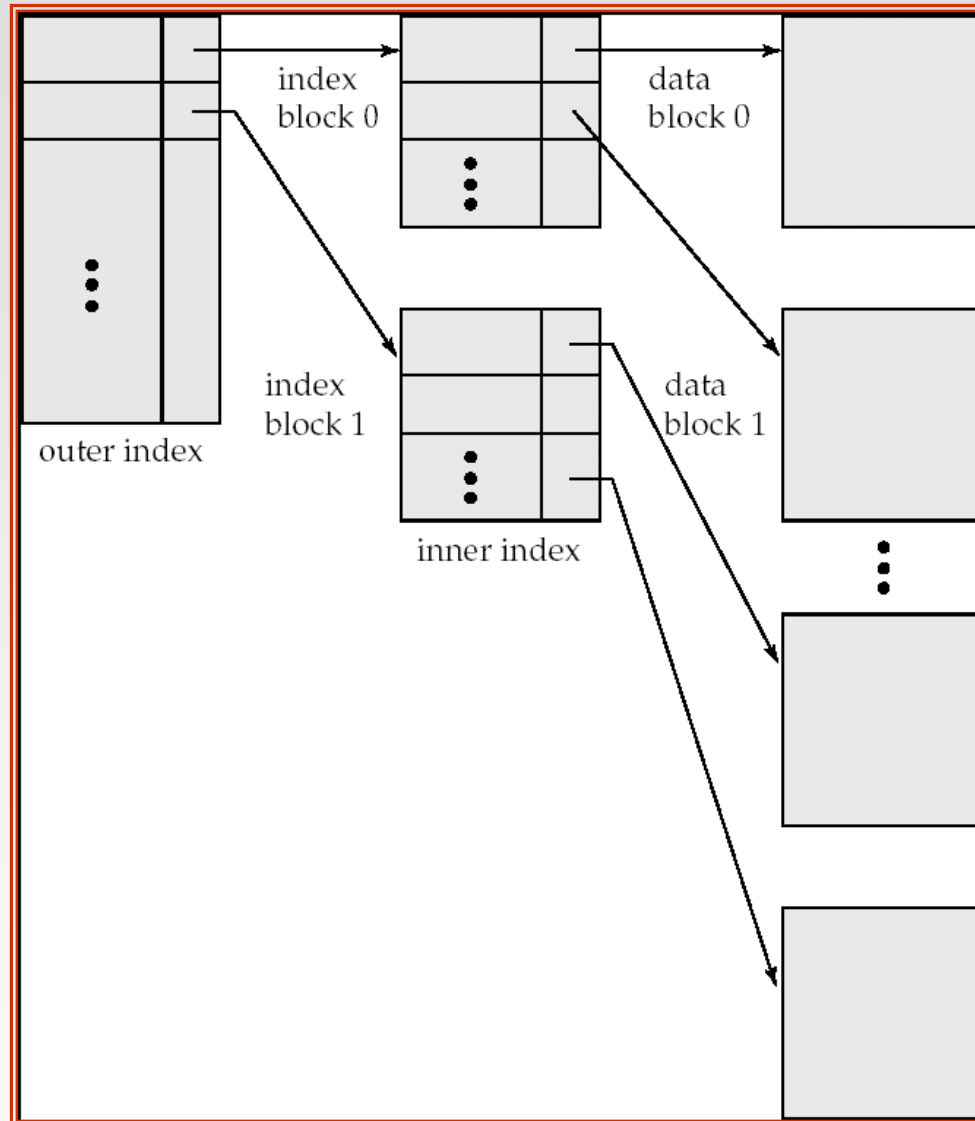 index
block 0
data
block 0
index
block 1
data
block 1
outer index
inner index